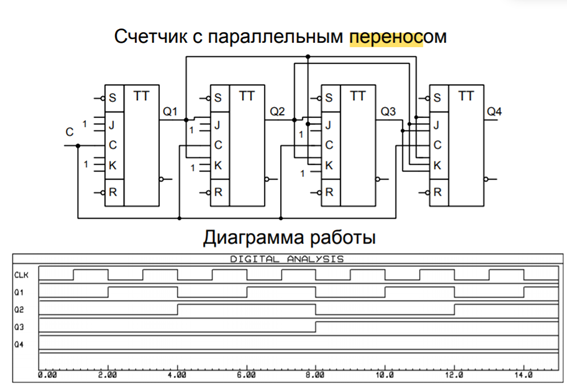 Счетчик с параллельным переносом
S TT S TT S TT S TT
Q1 Q2 Q3 Q4
1 J 1 J J J
C C C C C
1 K 1 K 1 K K
R R R R
Диаграмма работы
DIGITAL ANALYSIS
CLK
Q1
Q2
Q3
Q4
0.00 2.00 4.00 6.00 8.00 10.0 12.0 14.0